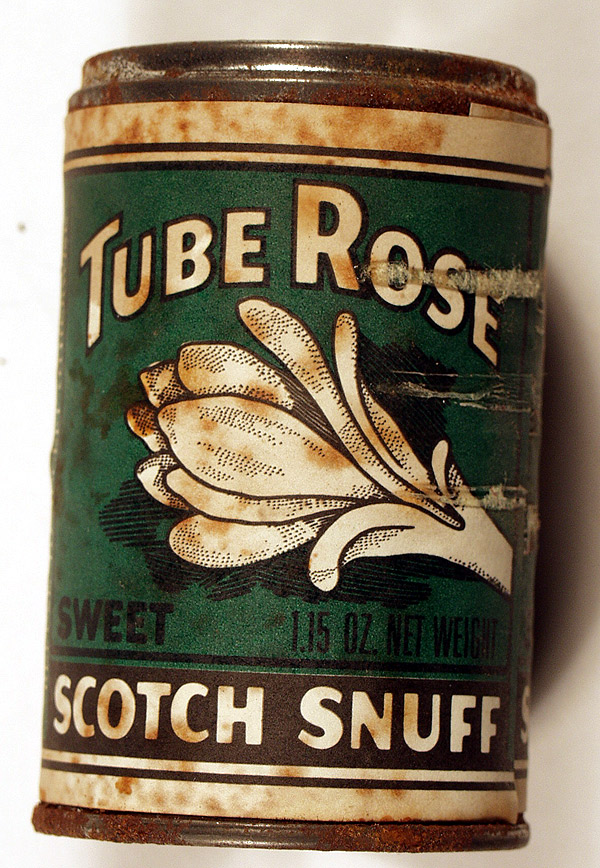 TUBE ROSE
SWEET 1.15 OZ. NET WEIGHT
SCOTCH SNUFF